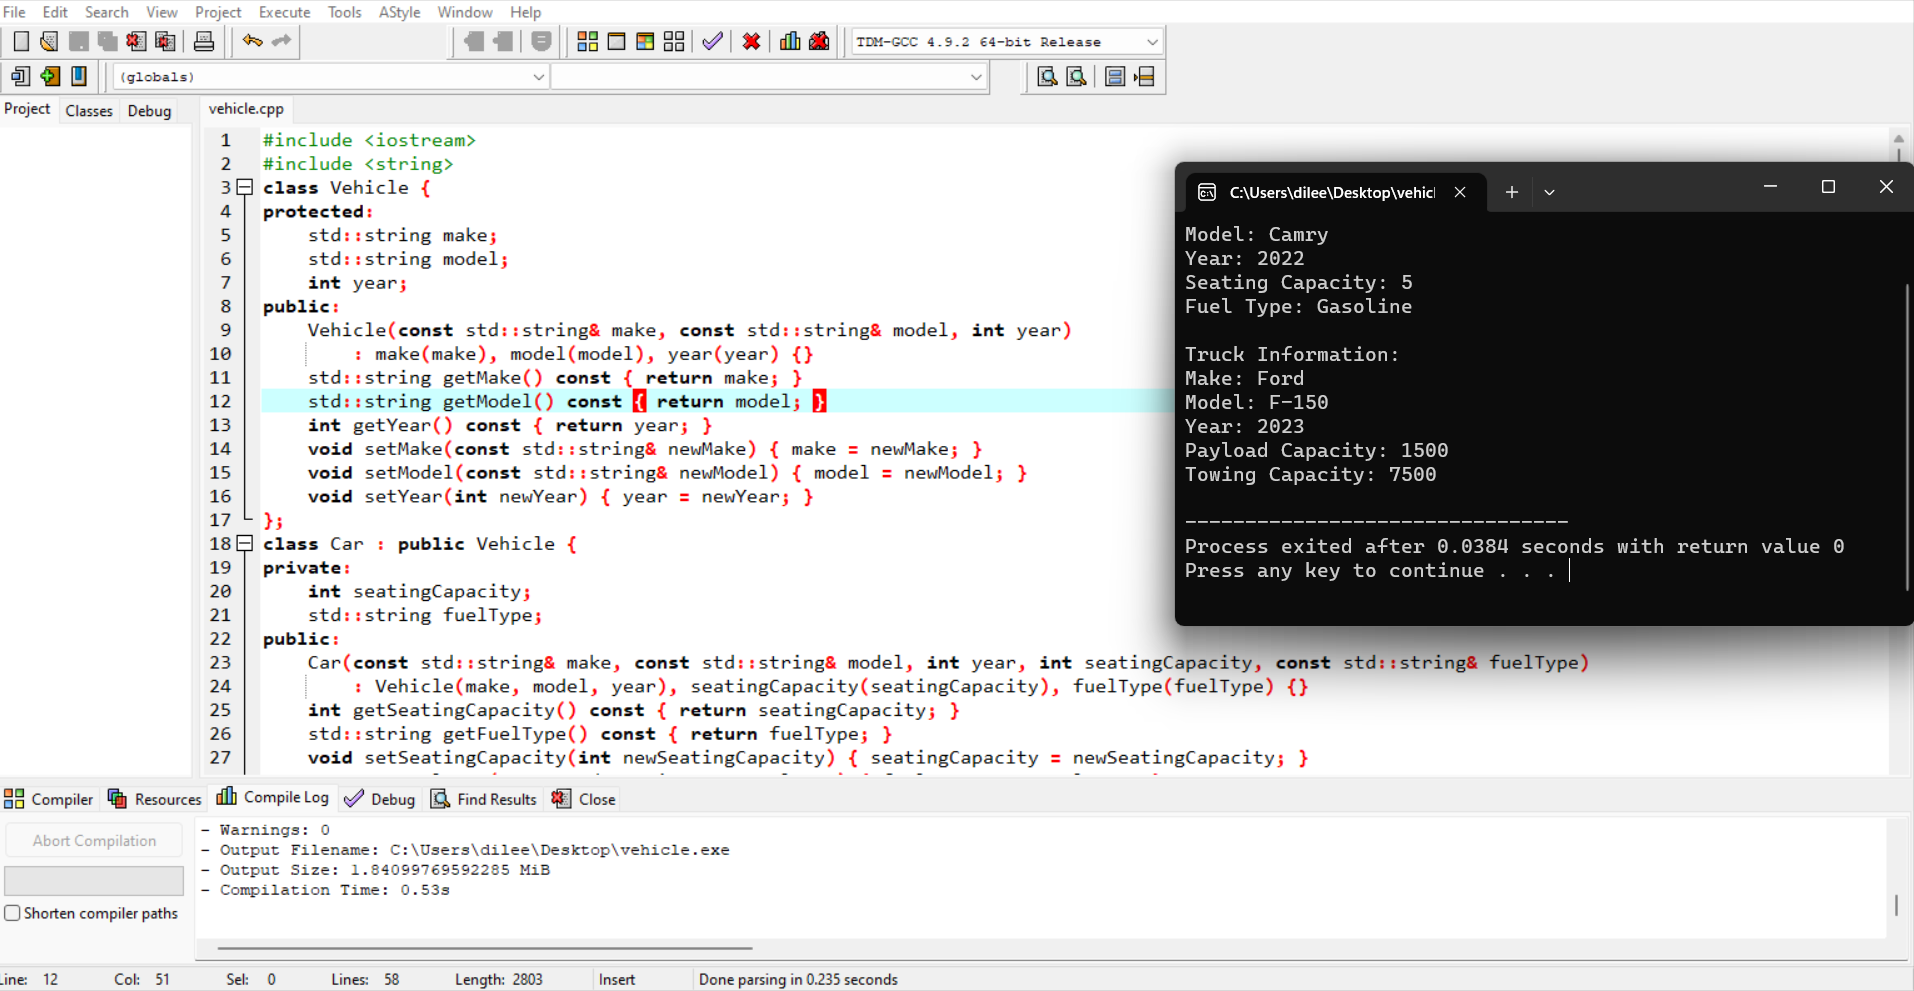 File Edit Search View Project Execute Tools AStyle Window Help
TDM-GCC 4.9.2 64-bit Release
(globals)
Project Classes Debug
vehicle.cpp
1 #include <iostream>
2 #include <string>
3 class Vehicle {
4 protected:
5 std::string make;
6 std::string model;
7 int year;
8 public:
9 Vehicle(const std::string& make, const std::string& model, int year)
10 : make(make), model(model), year(year) {}
11 std::string getMake() const { return make; }
12 std::string getModel() const { return model; }
13 int getYear() const { return year; }
14 void setMake(const std::string& newMake) { make = newMake; }
15 void setModel(const std::string& newModel) { model = newModel; }
16 void setYear(int newYear) { year = newYear; }
17 };
18 class Car : public Vehicle {
19 private:
20 int seatingCapacity;
21 std::string fuelType;
22 public:
23 Car(const std::string& make, const std::string& model, int year, int seatingCapacity, const std::string& fuelType)
24 : Vehicle(make, model, year), seatingCapacity(seatingCapacity), fuelType(fuelType) {}
25 int getSeatingCapacity() const { return seatingCapacity; }
26 std::string getFuelType() const { return fuelType; }
27 void setSeatingCapacity(int newSeatingCapacity) { seatingCapacity = newSeatingCapacity; }
C:\Users\dilee\Desktop\vehicl
Model: Camry
Year: 2022
Seating Capacity: 5
Fuel Type: Gasoline
Truck Information:
Make: Ford
Model: F-150
Year: 2023
Payload Capacity: 1500
Towing Capacity: 7500
--------------------------------
Process exited after 0.0384 seconds with return value 0
Press any key to continue . . .
Compiler Resources Compile Log Debug Find Results Close
Abort Compilation
Shorten compiler paths
- Warnings: 0
- Output Filename: C:\Users\dilee\Desktop\vehicle.exe
- Output Size: 1.84099769592285 MiB
- Compilation Time: 0.53s
Line: 12 Col: 51 Sel: 0 Lines: 58 Length: 2803 Insert Done parsing in 0.235 seconds